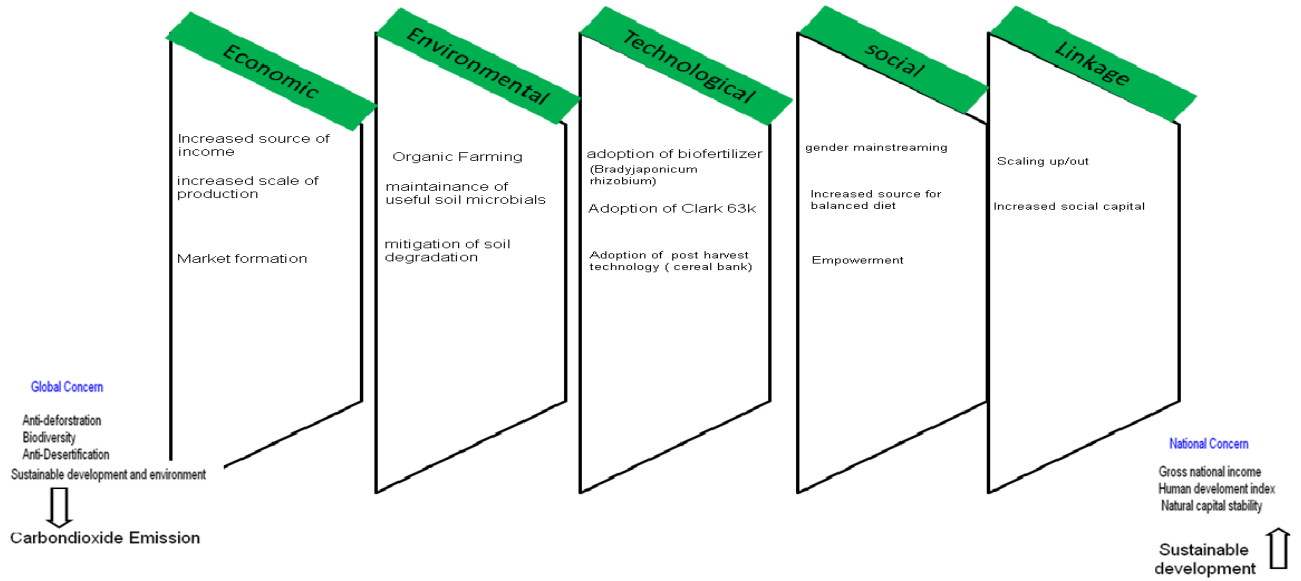 Economic
Increased source of
income
increased scale of
production
Market formation
Environmental
Organic Farming
maintainance of
useful soil microbials
mitigation of soil
degradation
Technological
adoption of biofertilizer
(Bradyjaponicum
rhizobium)
Adoption of Clark 63k
Adoption of post harvest
technology ( cereal bank)
social
gender mainstreaming
Increased source for
balanced diet
Empowerment
Linkage
Scaling up/out
Increased social capital
Global Concern
Anti-deforstration
Biodiversity
Anti-Desertification
Sustainable development and environment
Carbondioxide Emission
National Concern
Gross national income
Human develoment index
Natural capital stability
Sustainable
development